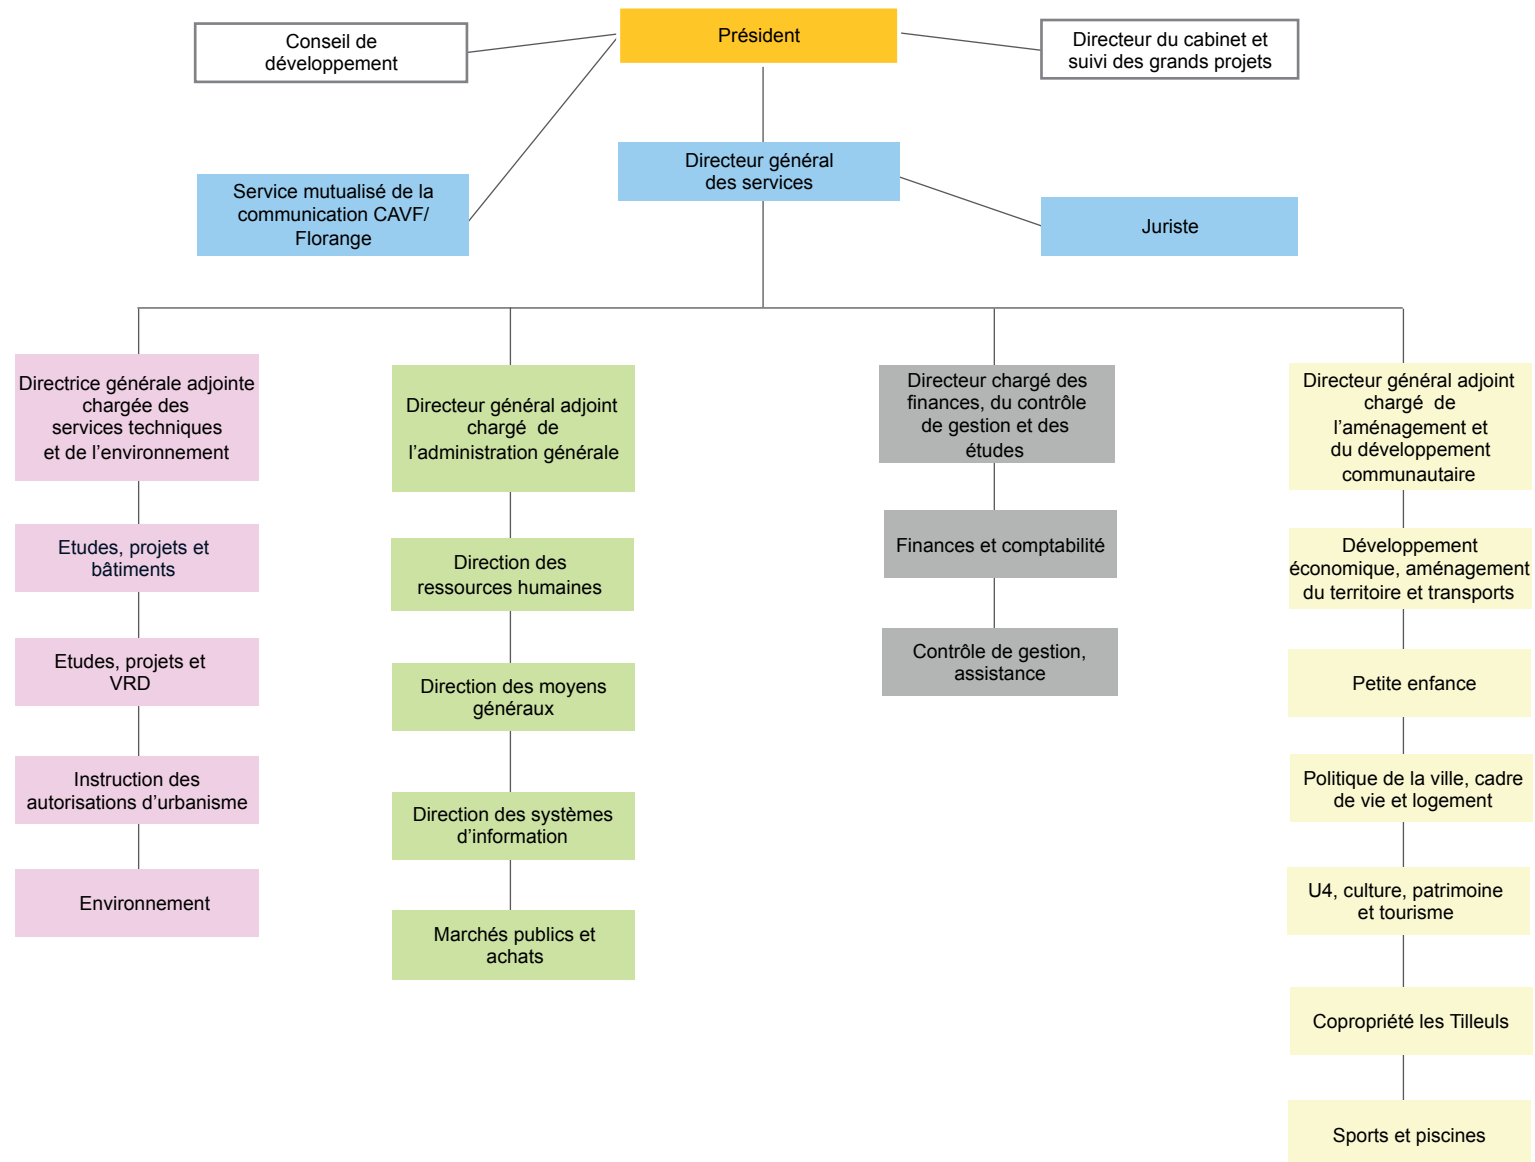 Conseil de
développement
Président
Directeur du cabinet et
suivi des grands projets
Service mutualisé de la
communication CAVF/
Florange
Directeur général
des services
Juriste
Directrice générale adjointe
chargée des
services techniques
et de l’environnement
Etudes, projets et
bâtiments
Etudes, projets et
VRD
Instruction des
autorisations d’urbanisme
Environnement
Directeur général adjoint
chargé de
l’administration générale
Direction des
ressources humaines
Direction des moyens
généraux
Direction des systèmes
d’information
Marchés publics et
achats
Directeur chargé des
finances, du contrôle
de gestion et des
études
Finances et comptabilité
Contrôle de gestion,
assistance
Directeur général adjoint
chargé de
l’aménagement et
du développement
communautaire
Développement
économique, aménagement
du territoire et transports
Petite enfance
Politique de la ville, cadre
de vie et logement
U4, culture, patrimoine
et tourisme
Copropriété les Tilleuls
Sports et piscines